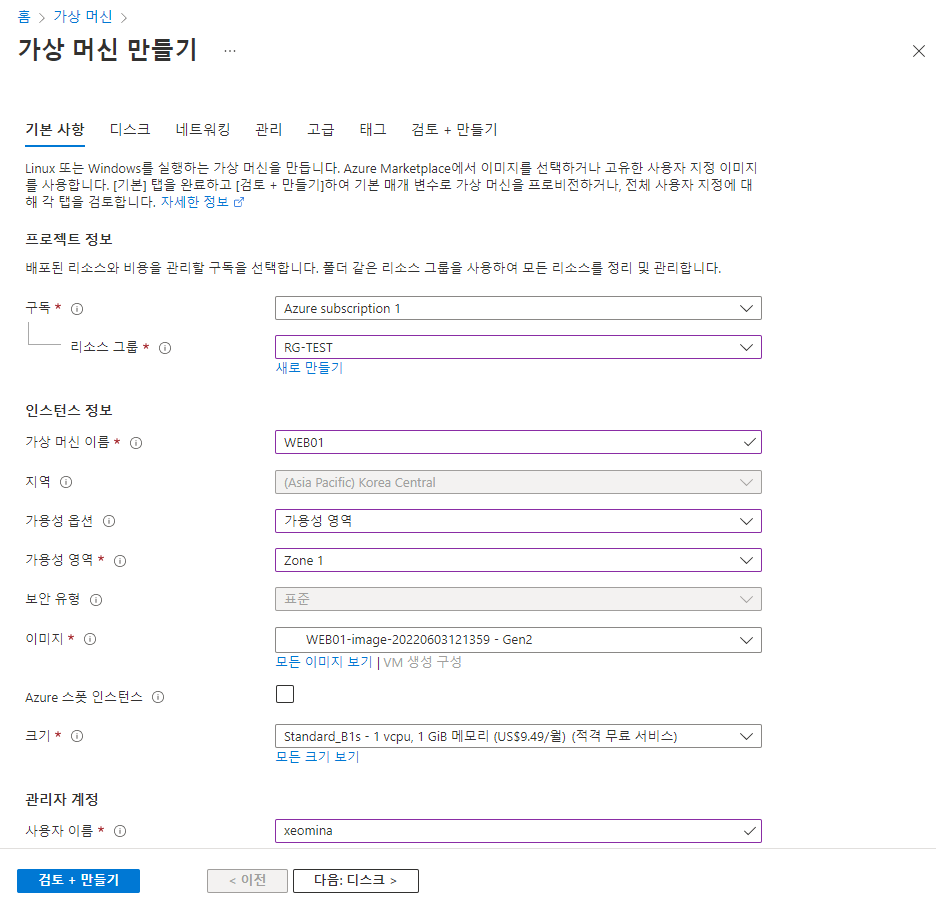 홈 > 가상 머신 >
가상 머신 만들기 ...
기본 사항 디스크 네트워킹 관리 고급 태그 검토 + 만들기
Linux 또는 Windows를 실행하는 가상 머신을 만듭니다. Azure Marketplace에서 이미지를 선택하거나 고유한 사용자 지정 이미지
를 사용합니다. [기본] 탭을 완료하고 [검토 + 만들기]하여 기본 매개 변수로 가상 머신을 프로비전하거나, 전체 사용자 지정에 대
해 각 탭을 검토합니다. 자세한 정보
프로젝트 정보
배포된 리소스와 비용을 관리할 구독을 선택합니다. 폴더 같은 리소스 그룹을 사용하여 모든 리소스를 정리 및 관리합니다.
구독 * Azure subscription 1
리소스 그룹 * RG-TEST
새로 만들기
인스턴스 정보
가상 머신 이름 * WEB01
지역 (Asia Pacific) Korea Central
가용성 옵션 가용성 영역
가용성 영역 * Zone 1
보안 유형 표준
이미지 * WEB01-image-20220603121359 - Gen2
모든 이미지 보기 | VM 생성 구성
Azure 스폿 인스턴스
크기 * Standard_B1s - 1 vcpu, 1 GiB 메모리 (US$9.49/월) (적격 무료 서비스)
모든 크기 보기
관리자 계정
사용자 이름 * xeomina
검토 + 만들기 < 이전 다음: 디스크 >